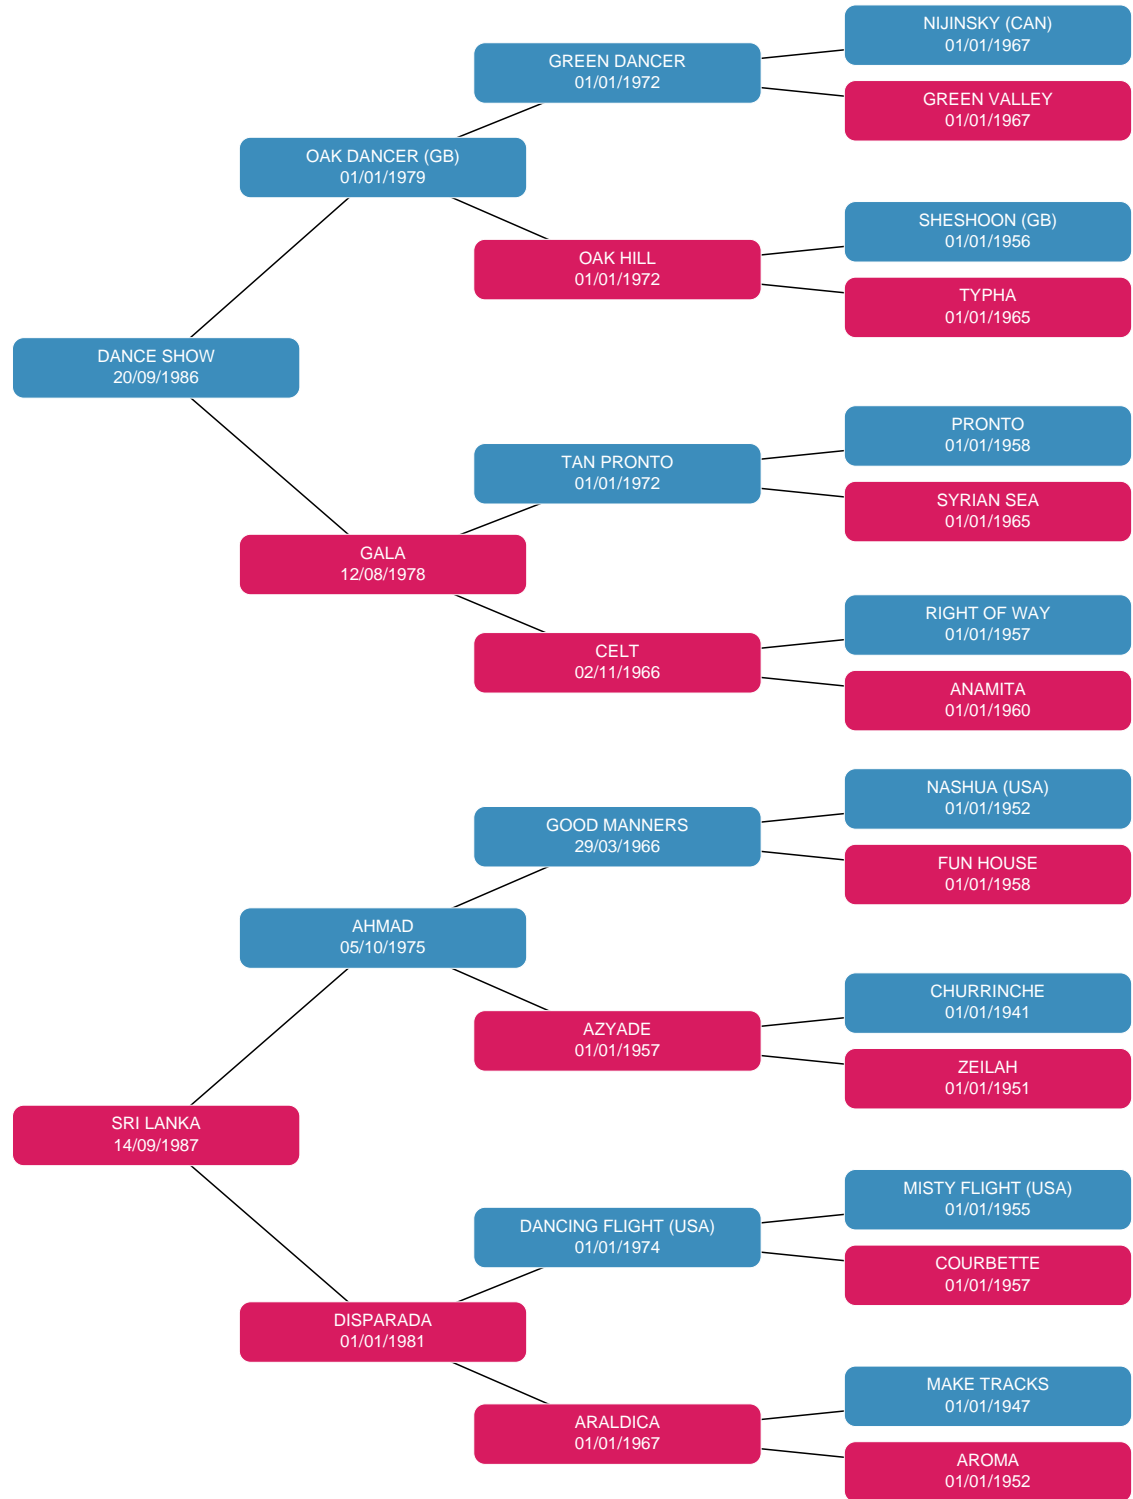 NIJINSKY (CAN)
01/01/1967
GREEN DANCER
01/01/1972
GREEN VALLEY
01/01/1967
OAK DANCER (GB)
01/01/1979
SHESHOON (GB)
01/01/1956
OAK HILL
01/01/1972
TYPHA
01/01/1965
DANCE SHOW
20/09/1986
PRONTO
01/01/1958
TAN PRONTO
01/01/1972
SYRIAN SEA
01/01/1965
GALA
12/08/1978
RIGHT OF WAY
01/01/1957
CELT
02/11/1966
ANAMITA
01/01/1960
NASHUA (USA)
01/01/1952
GOOD MANNERS
29/03/1966
FUN HOUSE
01/01/1958
AHMAD
05/10/1975
CHURRINCHE
01/01/1941
AZYADE
01/01/1957
ZEILAH
01/01/1951
SRI LANKA
14/09/1987
MISTY FLIGHT (USA)
01/01/1955
DANCING FLIGHT (USA)
01/01/1974
COURBETTE
01/01/1957
DISPARADA
01/01/1981
MAKE TRACKS
01/01/1947
ARALDICA
01/01/1967
AROMA
01/01/1952